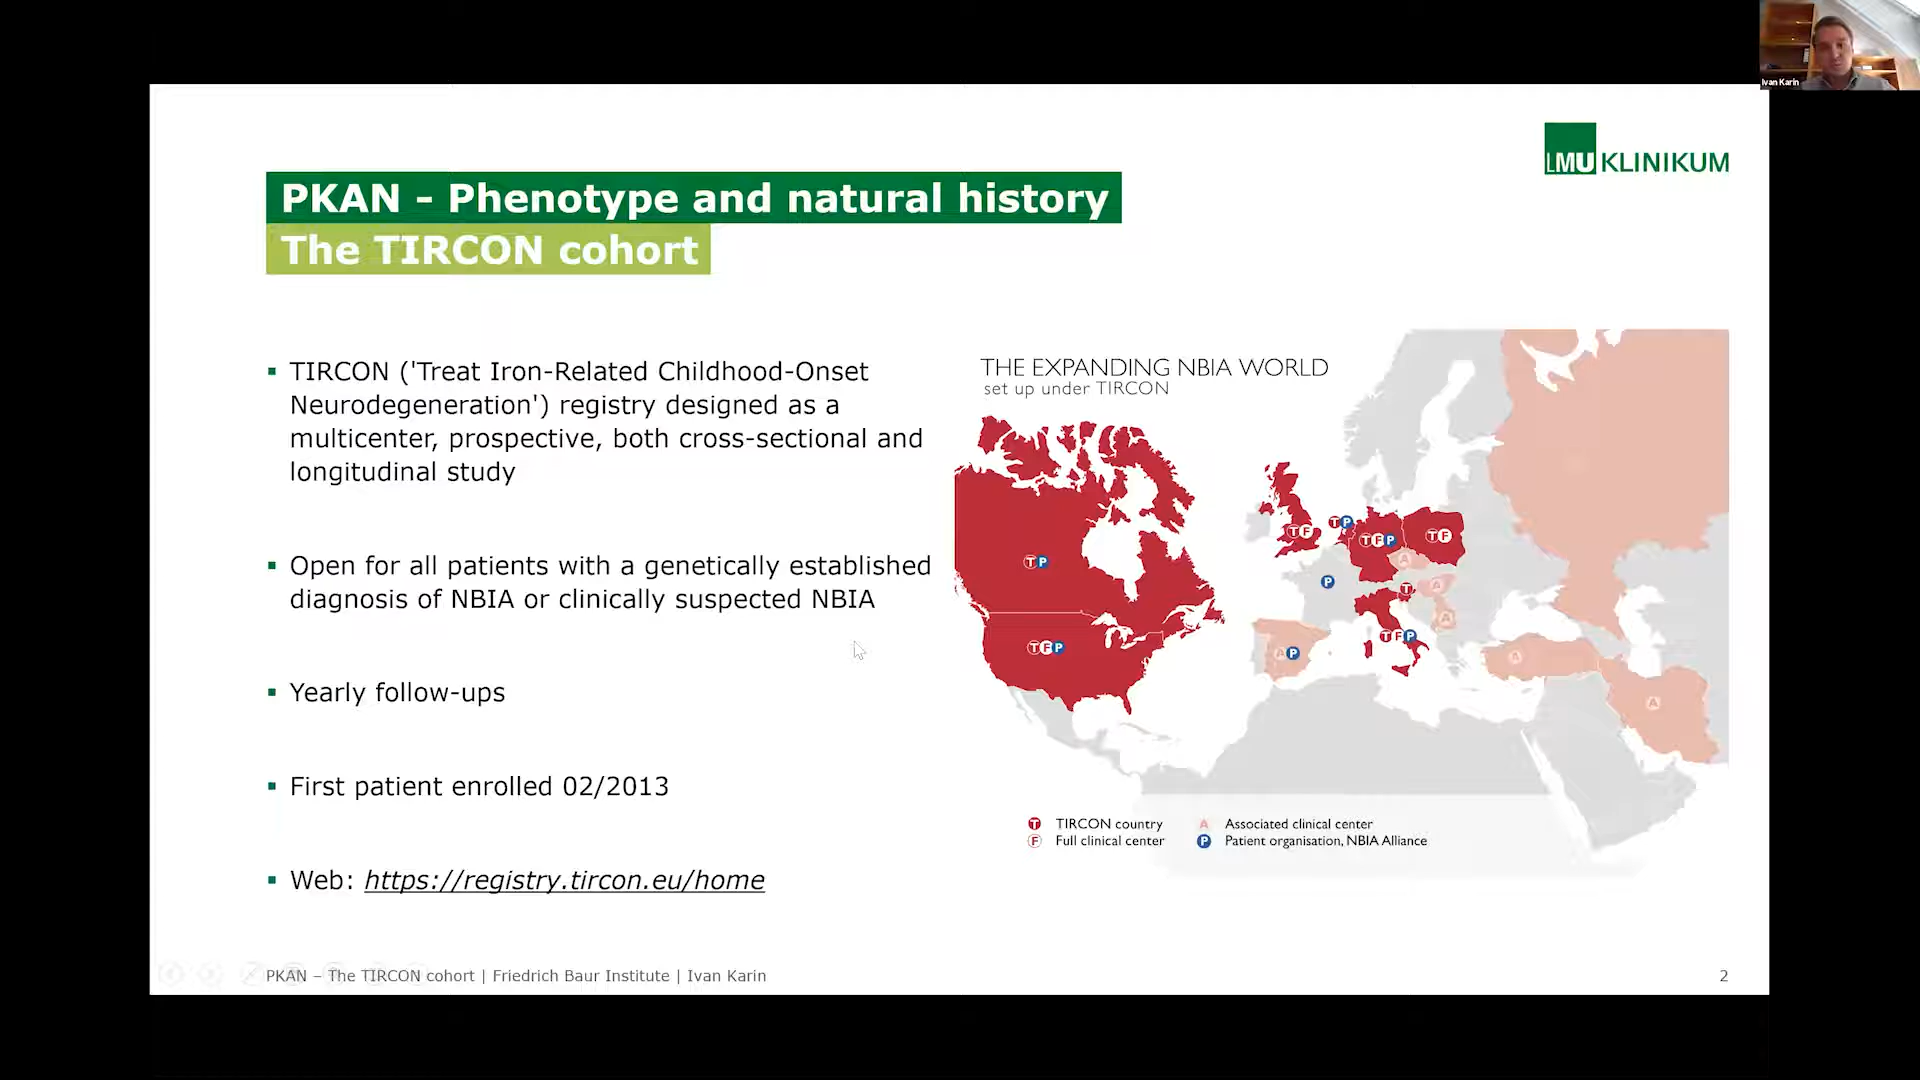 Ivan Karin
LMU KLINIKUM
PKAN - Phenotype and natural history
The TIRCON cohort
▪ TIRCON ('Treat Iron-Related Childhood-Onset
Neurodegeneration') registry designed as a
multicenter, prospective, both cross-sectional and
longitudinal study
▪ Open for all patients with a genetically established
diagnosis of NBIA or clinically suspected NBIA
▪ Yearly follow-ups
▪ First patient enrolled 02/2013
▪ Web: https://registry.tircon.eu/home
THE EXPANDING NBIA WORLD
set up under TIRCON
T P
T F P
T F
T P
T F P
T F
A
P
T
A
A
T F P
A P
A
A
T TIRCON country
F Full clinical center
A Associated clinical center
P Patient organisation, NBIA Alliance
PKAN – The TIRCON cohort | Friedrich Baur Institute | Ivan Karin
2